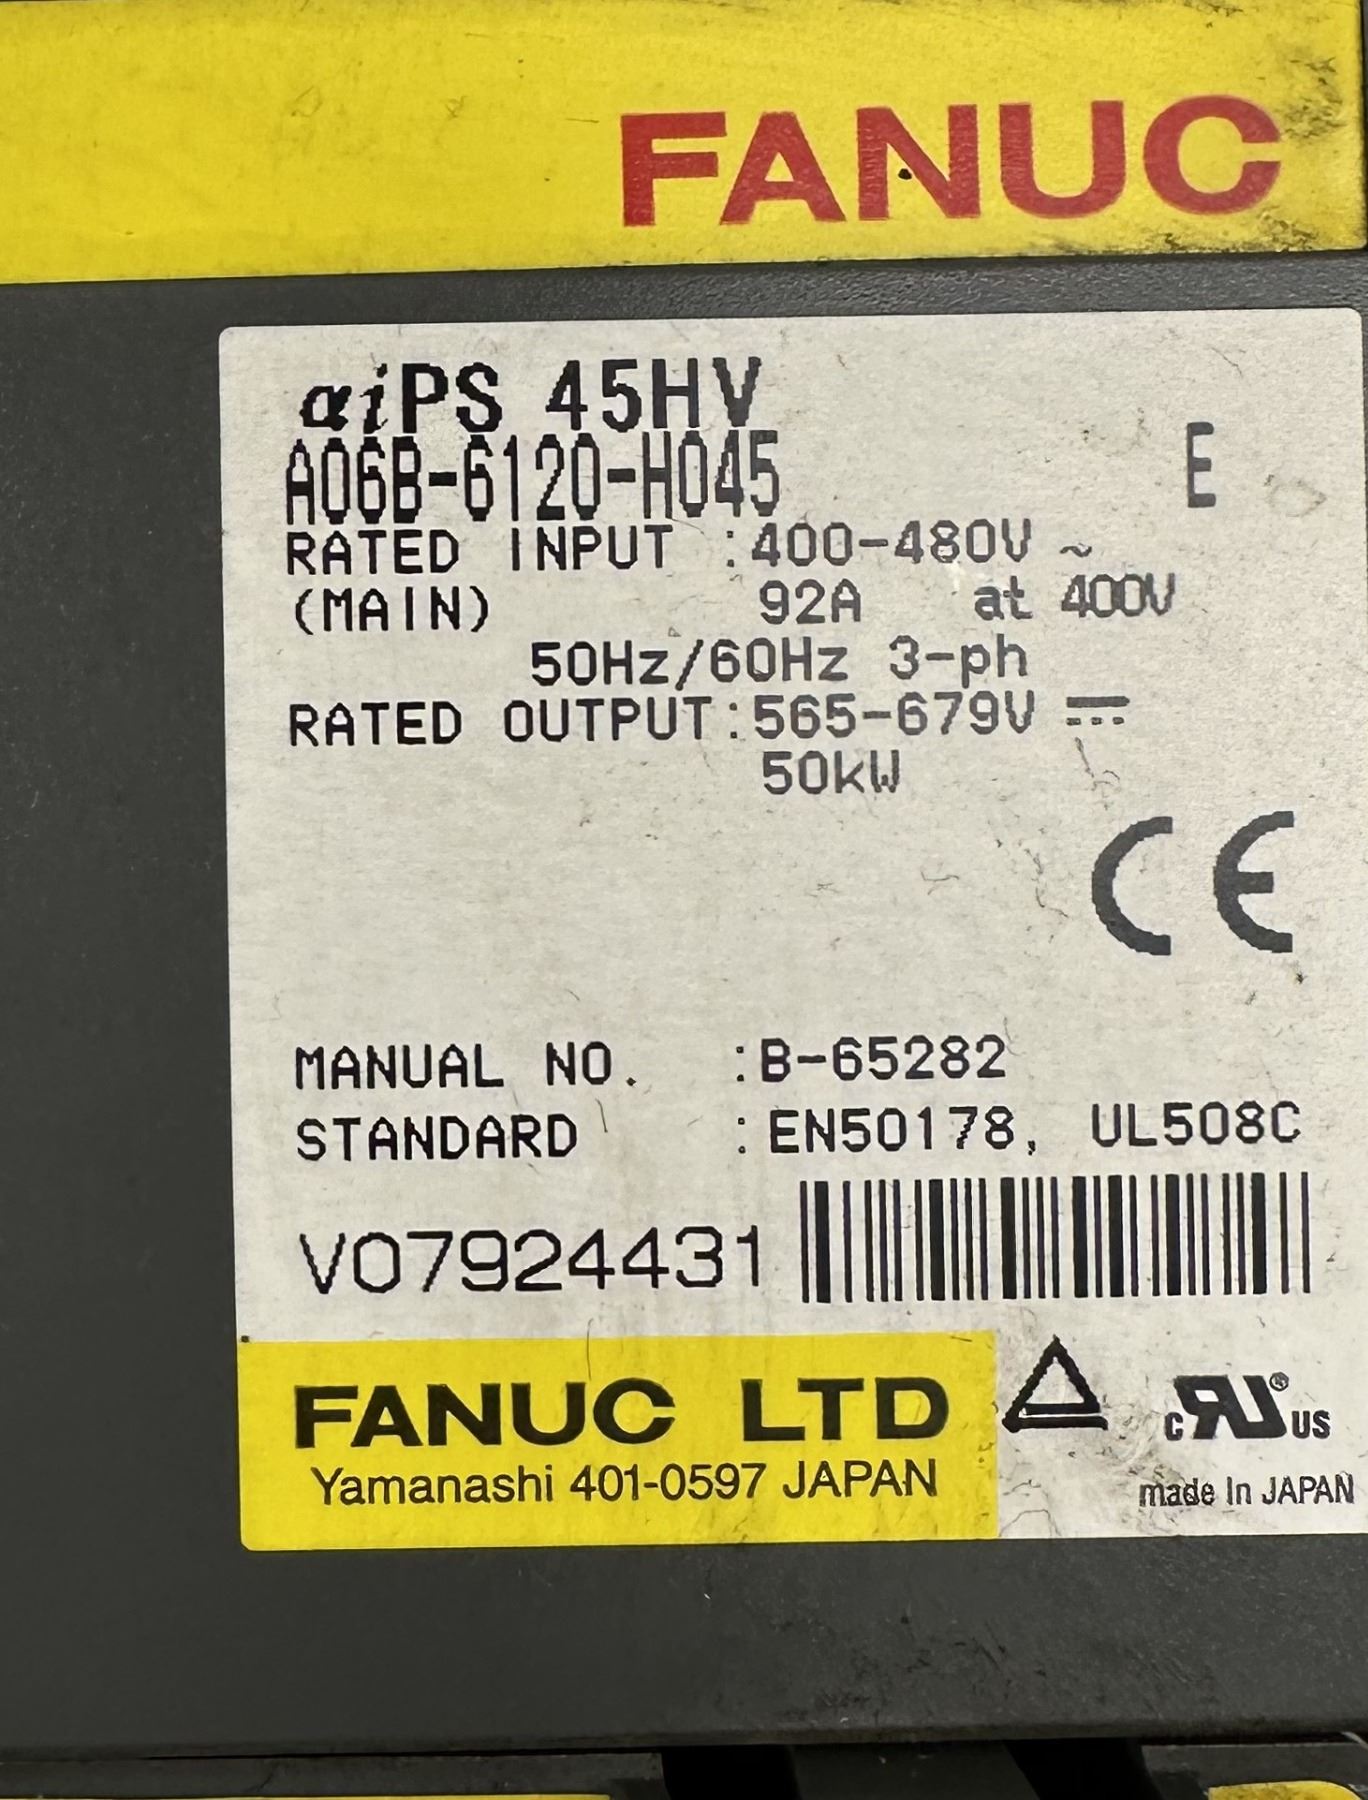 FANUC
αiPS 45HV
A06B-6120-H045 E
RATED INPUT :400-480V ~
(MAIN) 92A at 400V
50Hz/60Hz 3-ph
RATED OUTPUT:565-679V ⎓
50kW
CE
MANUAL NO. :B-65282
STANDARD :EN50178, UL508C
V07924431
FANUC LTD
Yamanashi 401-0597 JAPAN
c RU® US
made In JAPAN